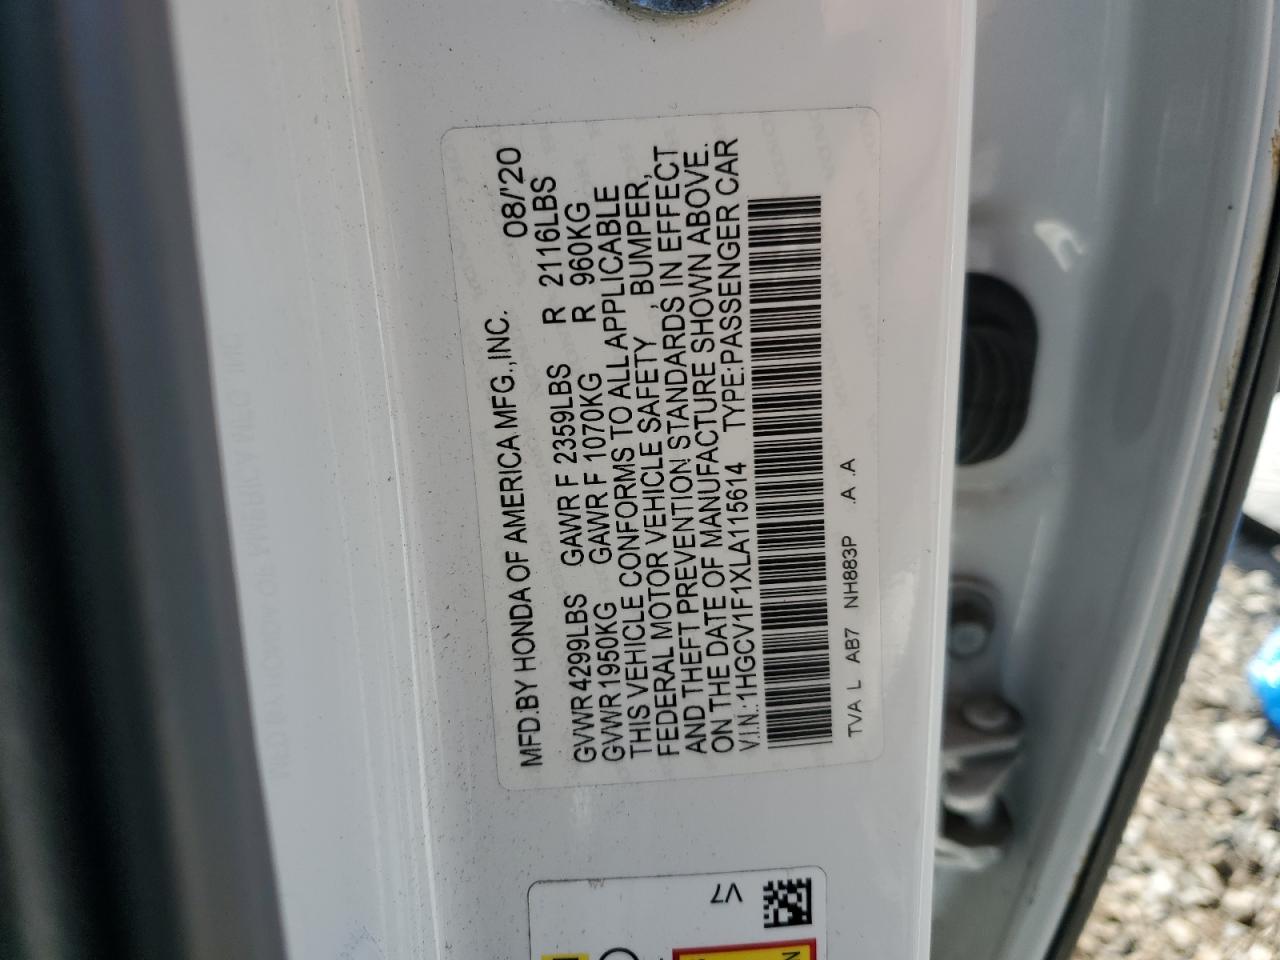 MFD.BY HONDA OF AMERICA MFG.,INC. 08/'20
GVWR 4299LBS GAWR F 2359LBS R 2116LBS
GVWR 1950KG GAWR F 1070KG R 960KG
THIS VEHICLE CONFORMS TO ALL APPLICABLE
FEDERAL MOTOR VEHICLE SAFETY , BUMPER,
AND THEFT PREVENTION STANDARDS IN EFFECT
ON THE DATE OF MANUFACTURE SHOWN ABOVE.
V.I.N.:1HGCV1F1XLA115614 TYPE:PASSENGER CAR
TVA L AB7 NH883P .A .A
V7